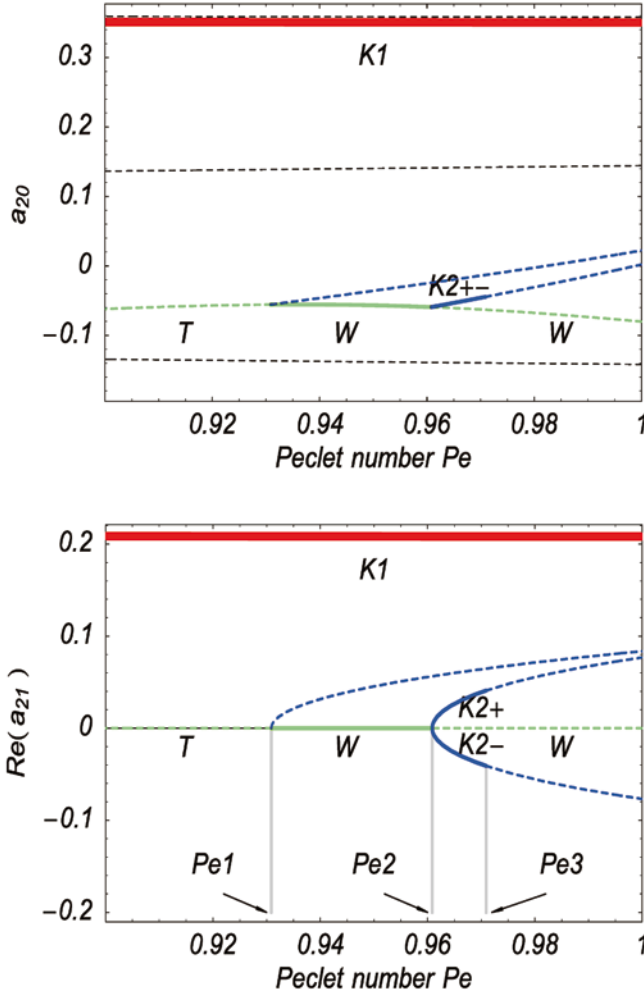 0.3
K1
0.2
a20
0.1
0
K2+-
−0.1
T W W
0.92 0.94 0.96 0.98 1
Peclet number Pe
0.2
K1
0.1
Re( a21 )
K2+
0
T W K2− W
−0.1
Pe1 Pe2 Pe3
−0.2
0.92 0.94 0.96 0.98 1
Peclet number Pe